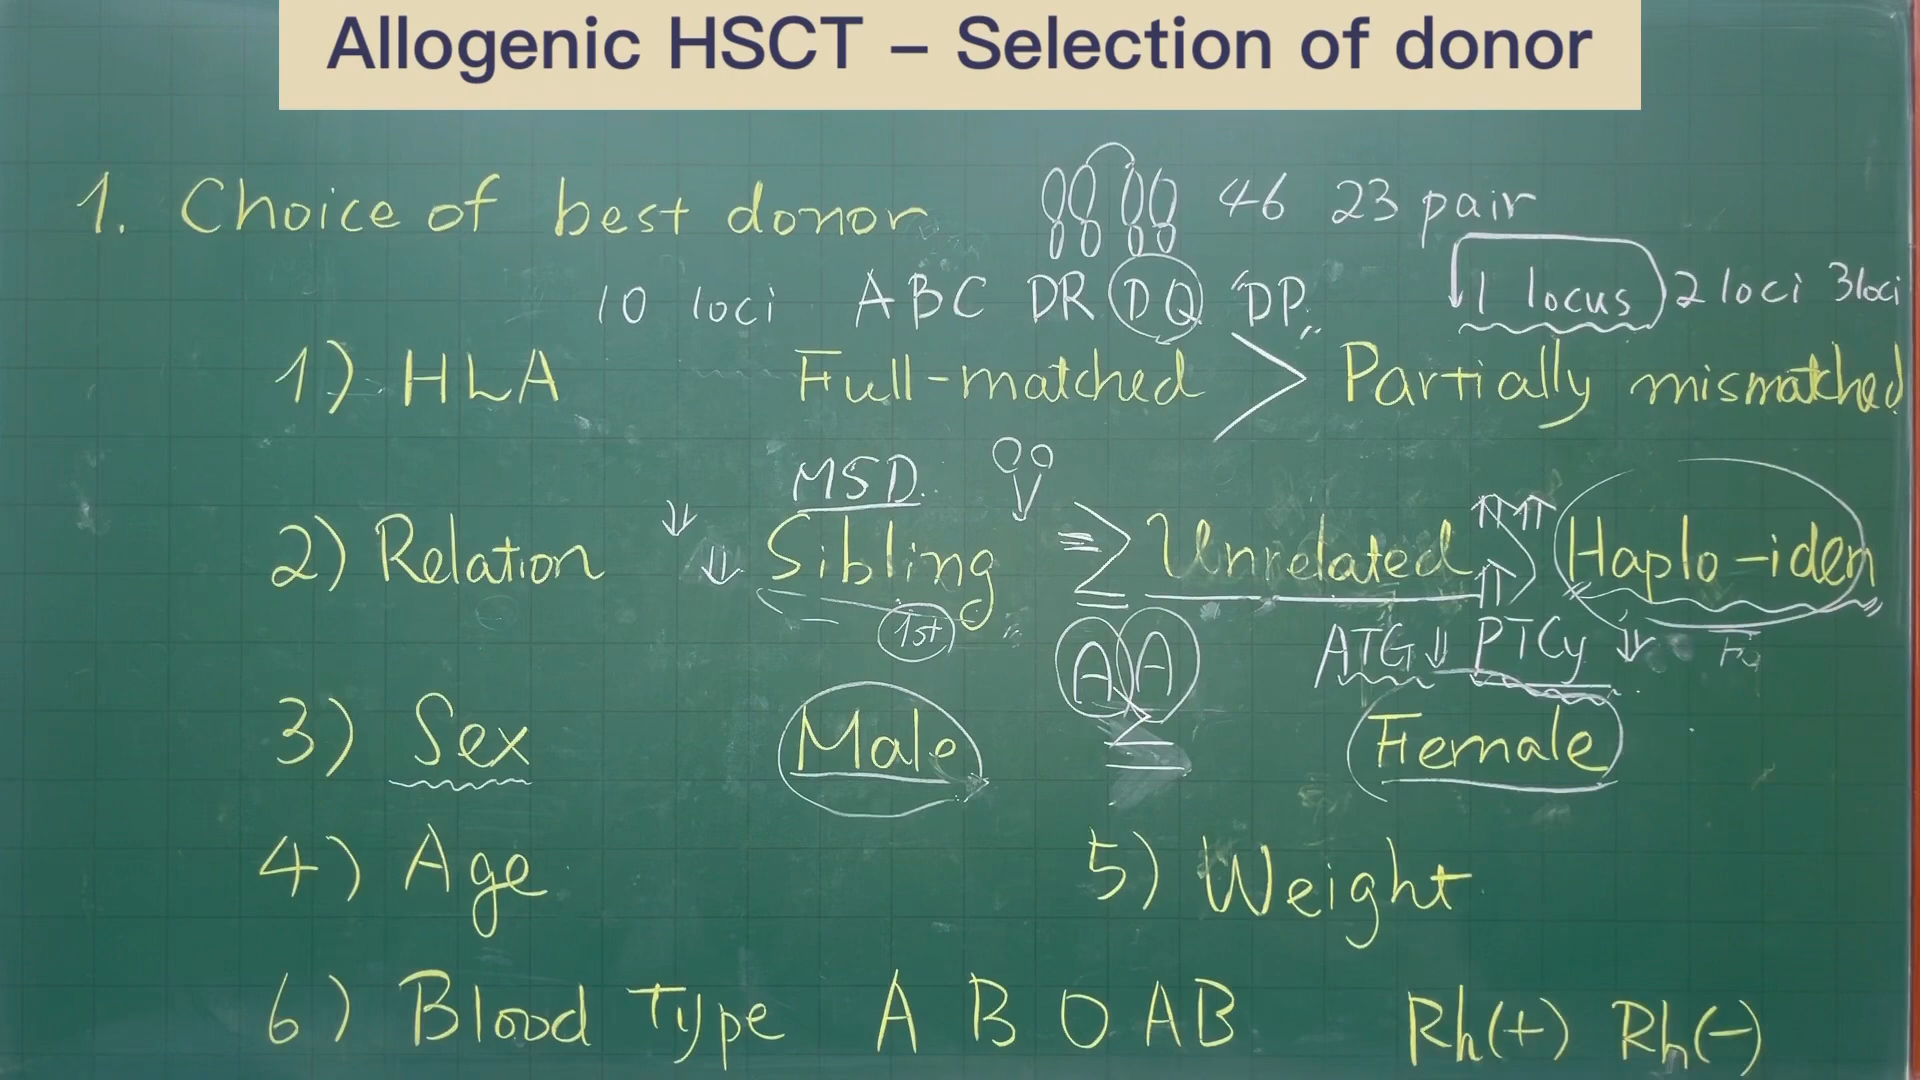 Allogenic HSCT – Selection of donor
1. Choice of best donor 46 23 pair
10 loci A B C DR DQ "DP" 1 locus 2 loci 3 loci
1) HLA Full-matched > Partially mismatched
MSD
2) Relation Sibling ≥ Unrelated > Haplo-iden
1st A A ATG PTCy
3) Sex Male ≥ Female
4) Age 5) Weight
6) Blood Type A B O AB Rh(+) Rh(-)